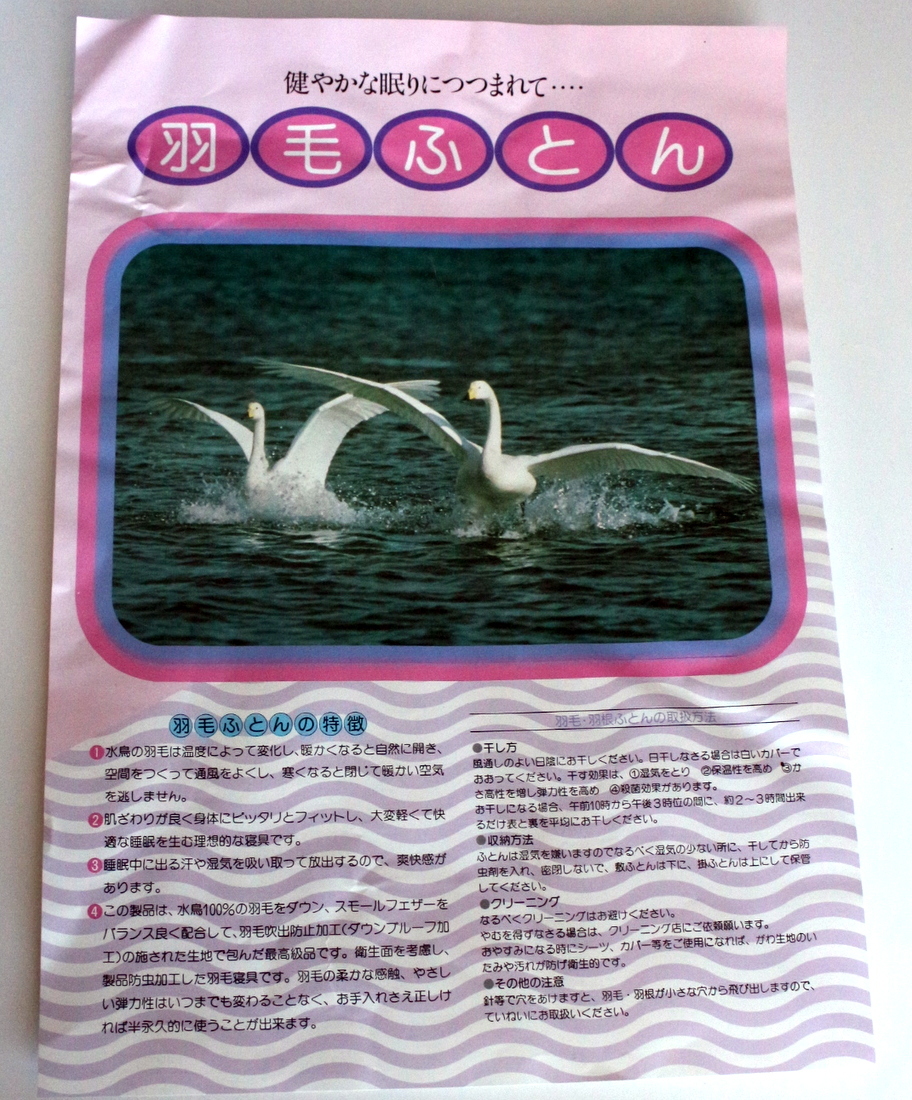 健やかな眠りにつつまれて‥‥
羽毛ふとん
羽毛ふとんの特徴
❶水鳥の羽毛は温度によって変化し、暖かくなると自然に開き、
空間をつくって通風をよくし、寒くなると閉じて暖かい空気
を逃しません。
❷肌ざわりが良く身体にピッタリとフィットし、大変軽くて快
適な睡眠を生む理想的な寝具です。
❸睡眠中に出る汗や湿気を吸い取って放出するので、爽快感が
あります。
❹この製品は、水鳥100%の羽毛をダウン、スモールフェザーを
バランス良く配合して、羽毛吹出防止加工(ダウンプルーフ加
工)の施された生地で包んだ最高級品です。衛生面を考慮し、
製品防虫加工した羽毛寝具です。羽毛の柔かな感触、やさし
い弾力性はいつまでも変わることなく、お手入れさえ正しけ
れば半永久的に使うことが出来ます。
羽毛・羽根ふとんの取扱方法
●干し方
風通しのよい日陰にお干しください。日干しなさる場合は白いカバーで
おおってください。干す効果は、①湿気をとり ②保温性を高め ③か
さ高性を増し弾力性を高め ④殺菌効果があります。
お干しになる場合、午前10時から午後3時位の間に、約2～3時間出来
るだけ表と裏を平均にお干しください。
●収納方法
ふとんは湿気を嫌いますのでなるべく湿気の少ない所に、干してから防
虫剤を入れ、密閉しないで、敷ふとんは下に、掛ふとんは上にして保管
してください。
●クリーニング
なるべくクリーニングはお避けください。
やむを得ずなさる場合は、クリーニング店にご依頼願います。
おやすみになる時にシーツ、カバー等をご使用になれば、がわ生地のい
たみや汚れが防げ衛生的です。
●その他の注意
針等で穴をあけますと、羽毛・羽根が小さな穴から飛び出しますので、
ていねいにお取扱いください。